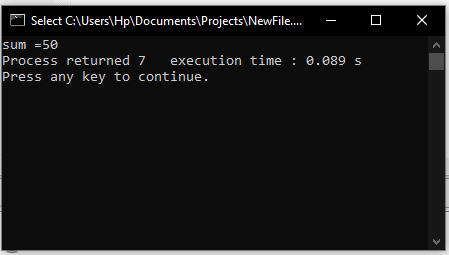 Select C:\Users\Hp\Documents\Projects\NewFile....
sum =50
Process returned 7   execution time : 0.089 s
Press any key to continue.